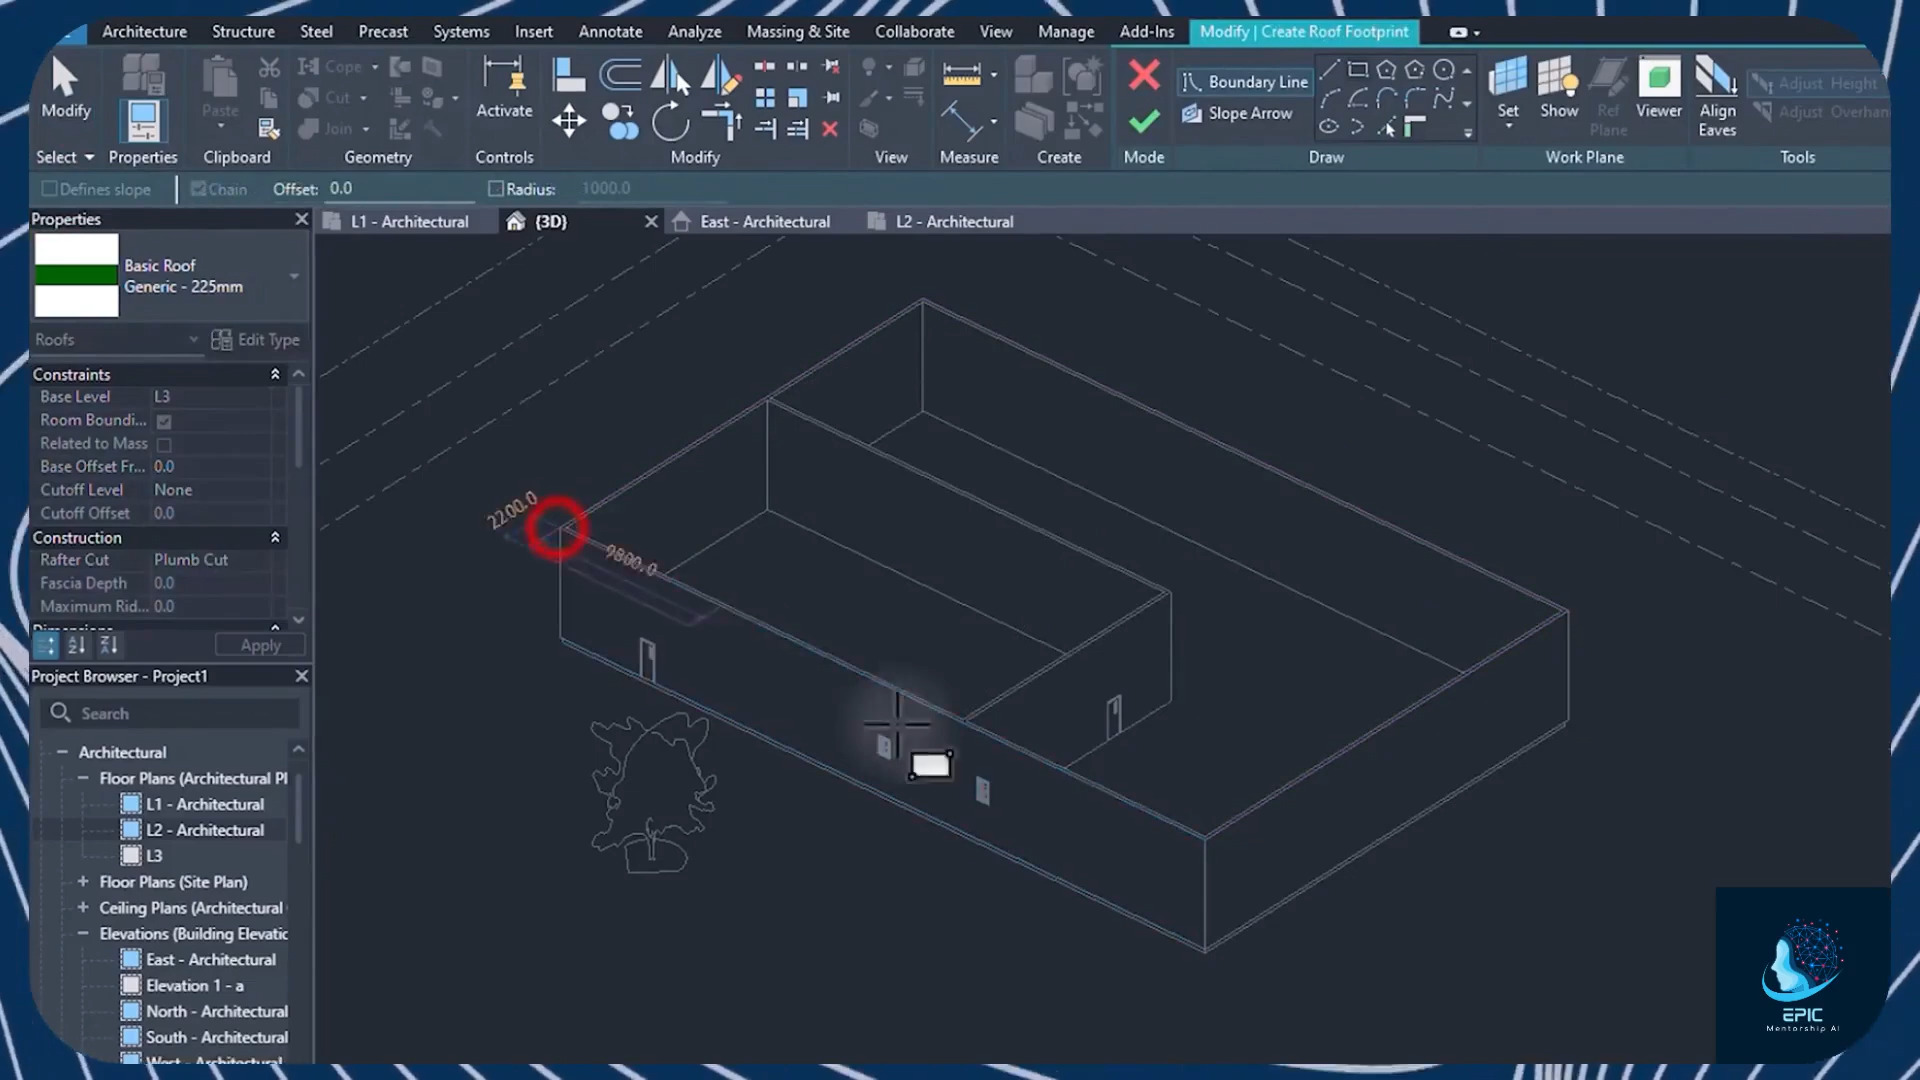 Architecture Structure Steel Precast Systems Insert Annotate Analyze Massing & Site Collaborate View Manage Add-Ins Modify | Create Roof Footprint
Modify Paste Cope Cut Join Activate Boundary Line Slope Arrow Set Show Ref Plane Viewer Align Eaves Adjust Height Adjust Overhan
Select Properties Clipboard Geometry Controls Modify View Measure Create Mode Draw Work Plane Tools
Defines slope Chain Offset: 0.0 Radius: 1000.0
Properties
L1 - Architectural {3D} East - Architectural L2 - Architectural
Basic Roof
Generic - 225mm
Roofs Edit Type
Constraints
Base Level L3
Room Boundi...
Related to Mass
Base Offset Fr... 0.0
Cutoff Level None
Cutoff Offset 0.0
Construction
Rafter Cut Plumb Cut
Fascia Depth 0.0
Maximum Rid... 0.0
Apply
2200.0
9800.0
Project Browser - Project1
Search
Architectural
Floor Plans (Architectural Pl
L1 - Architectural
L2 - Architectural
L3
Floor Plans (Site Plan)
Ceiling Plans (Architectural
Elevations (Building Elevatic
East - Architectural
Elevation 1 - a
North - Architectural
South - Architectural
EPIC
Mentorship AI